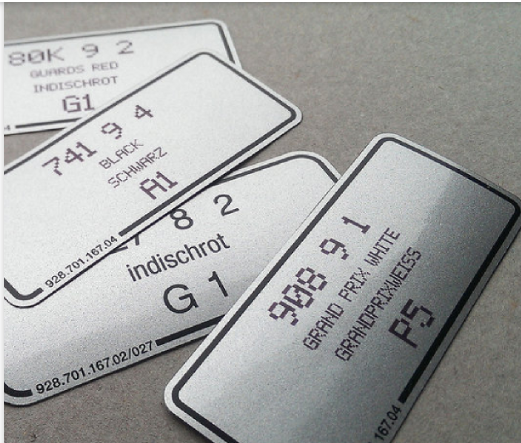 80K 9 2
GUARDS RED
INDISCHROT
G1
741 9 4
BLACK
SCHWARZ
A1
928.701.167.04
8 2
indischrot
G 1
928.701.167.02/027
908 9 1
GRAND PRIX WHITE
GRANDPRIXWEISS
P5
167.04